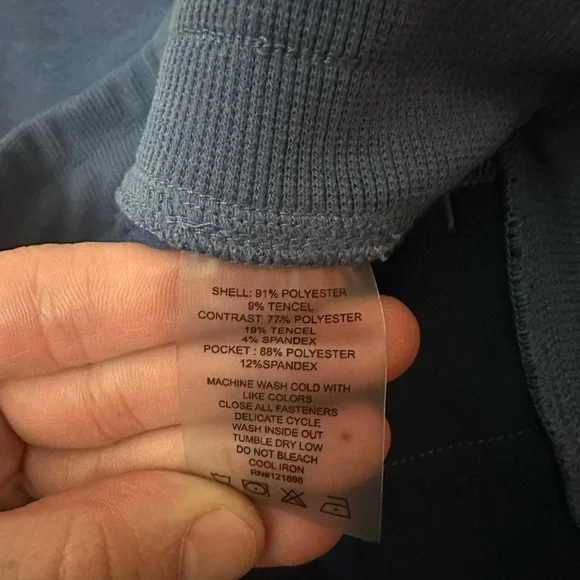 SHELL: 91% POLYESTER
9% TENCEL
CONTRAST: 77% POLYESTER
19% TENCEL
4% SPANDEX
POCKET : 88% POLYESTER
12%SPANDEX
MACHINE WASH COLD WITH
LIKE COLORS
CLOSE ALL FASTENERS
DELICATE CYCLE
WASH INSIDE OUT
TUMBLE DRY LOW
DO NOT BLEACH
COOL IRON
RN#121698